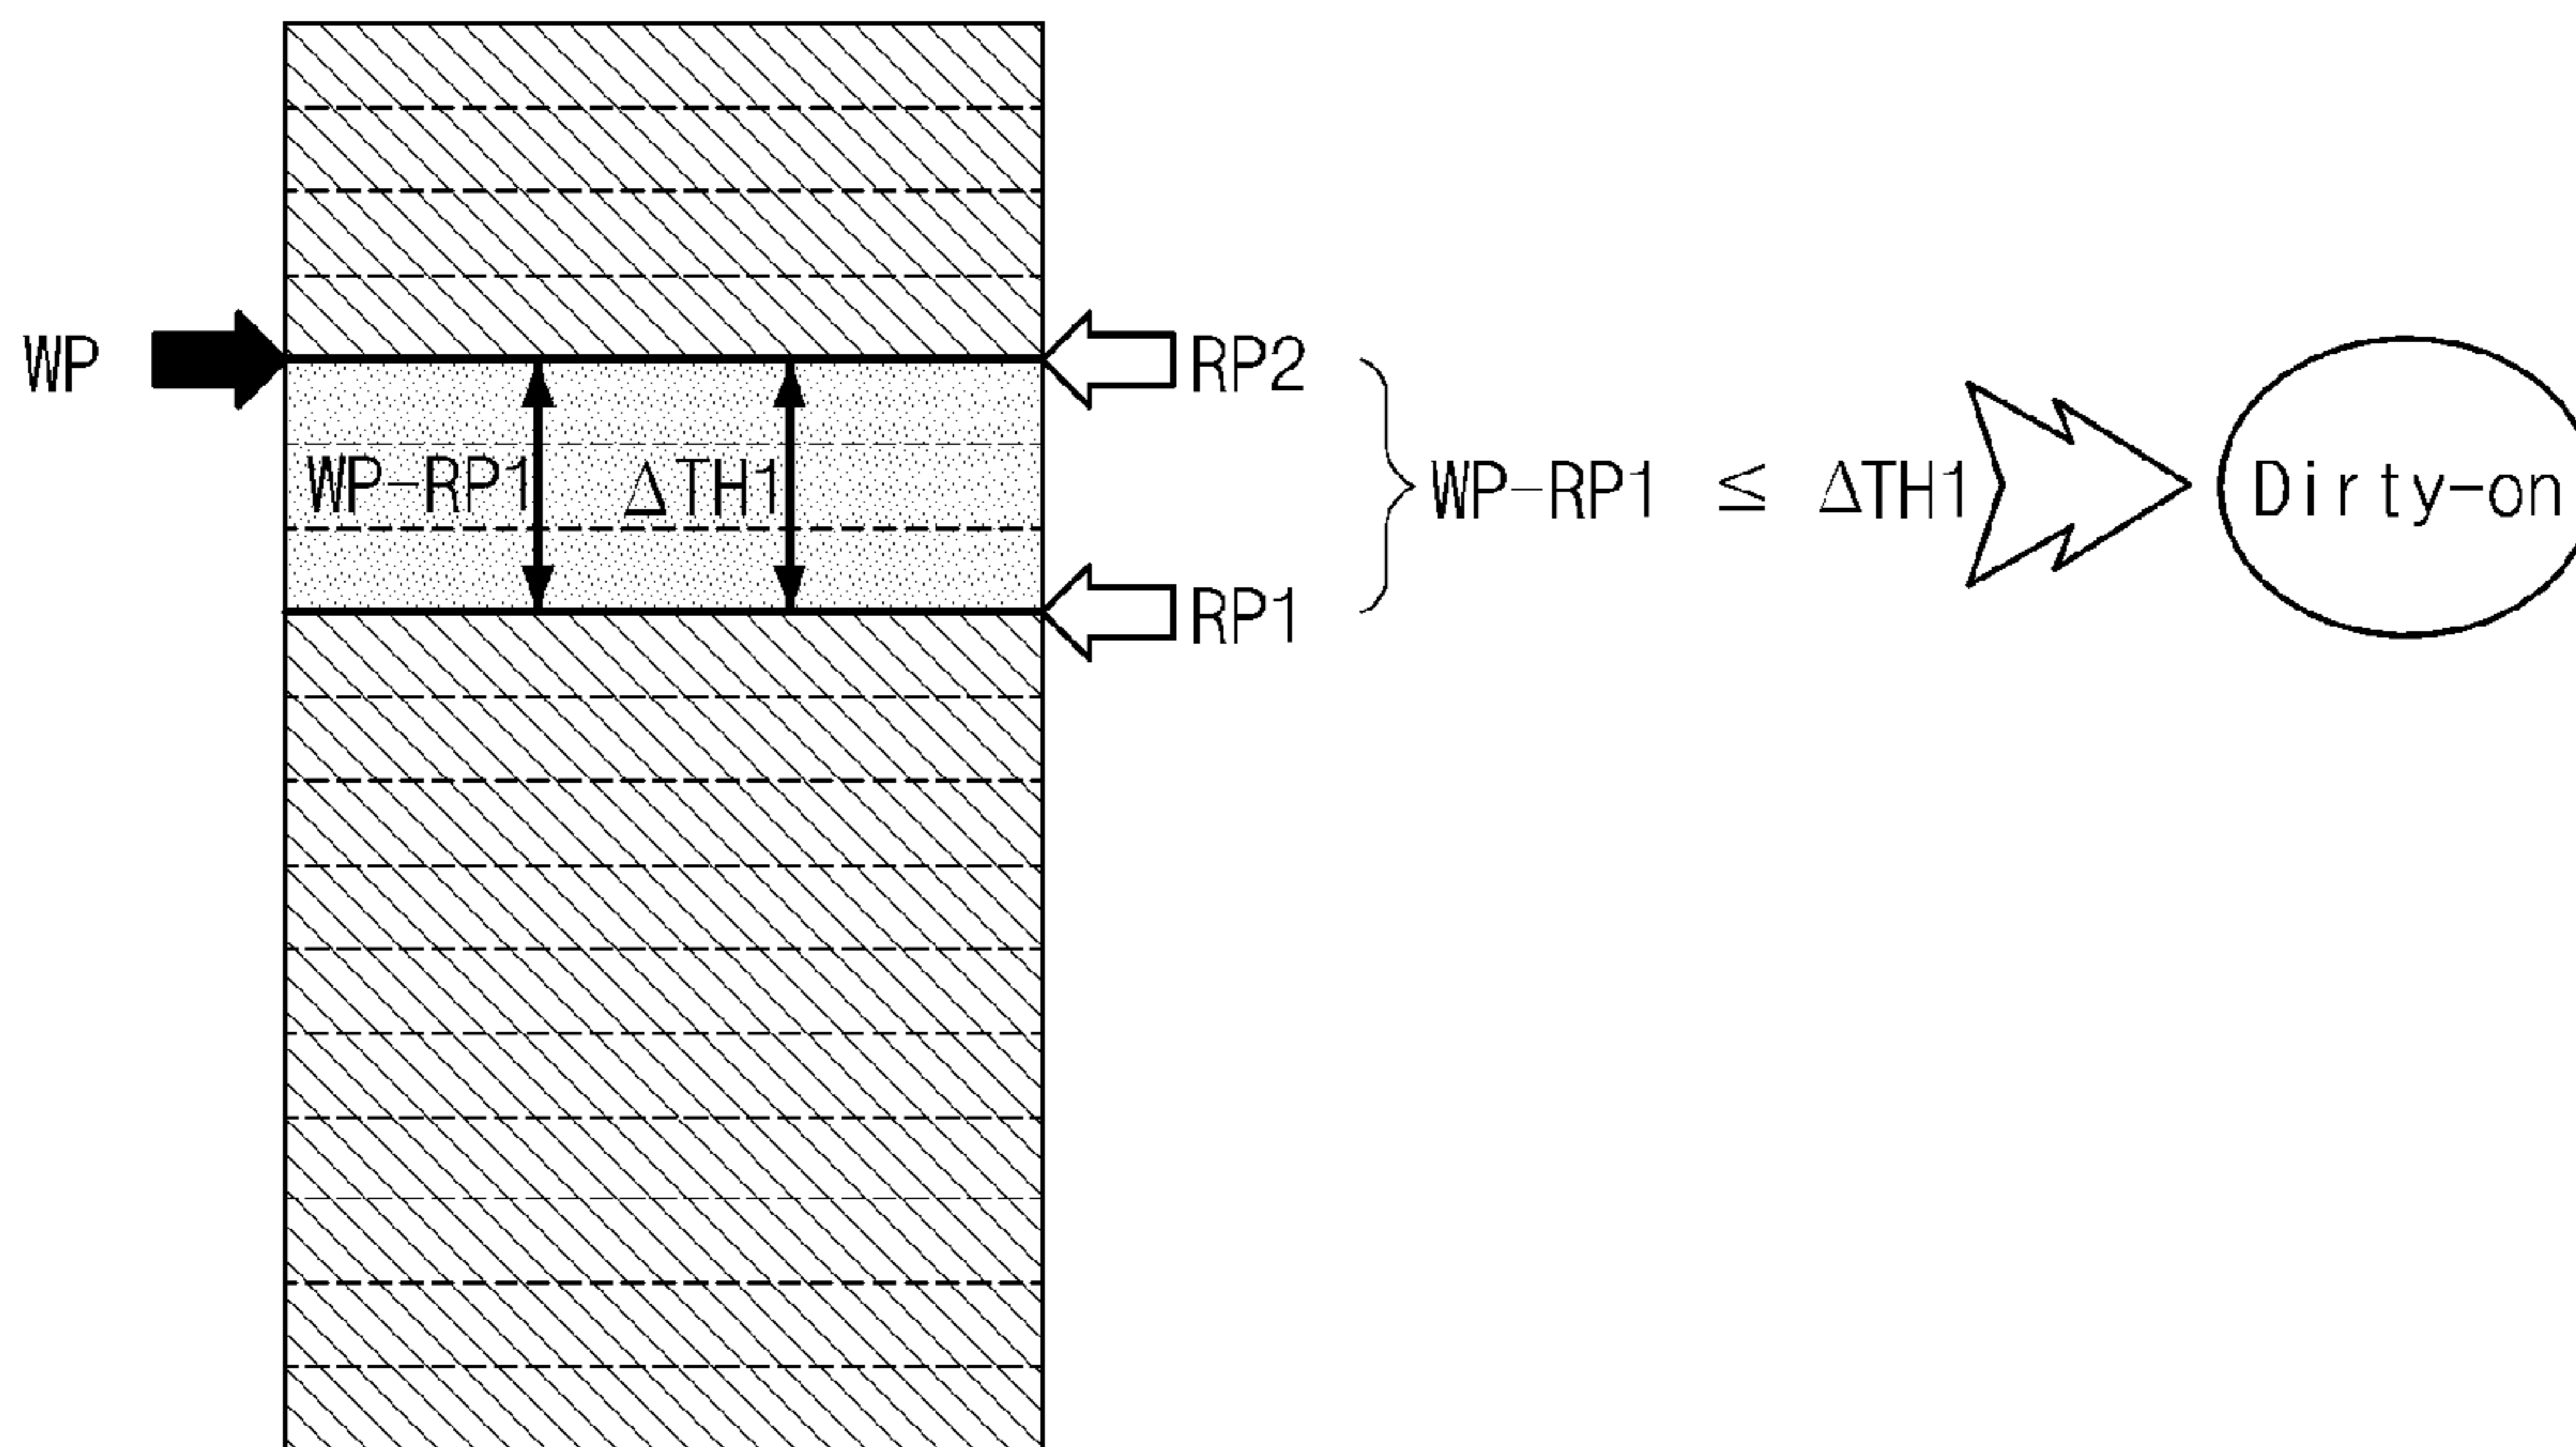 WP
RP2
WP-RP1
ΔTH1
WP-RP1 ≤ ΔTH1
Dirty-on
RP1